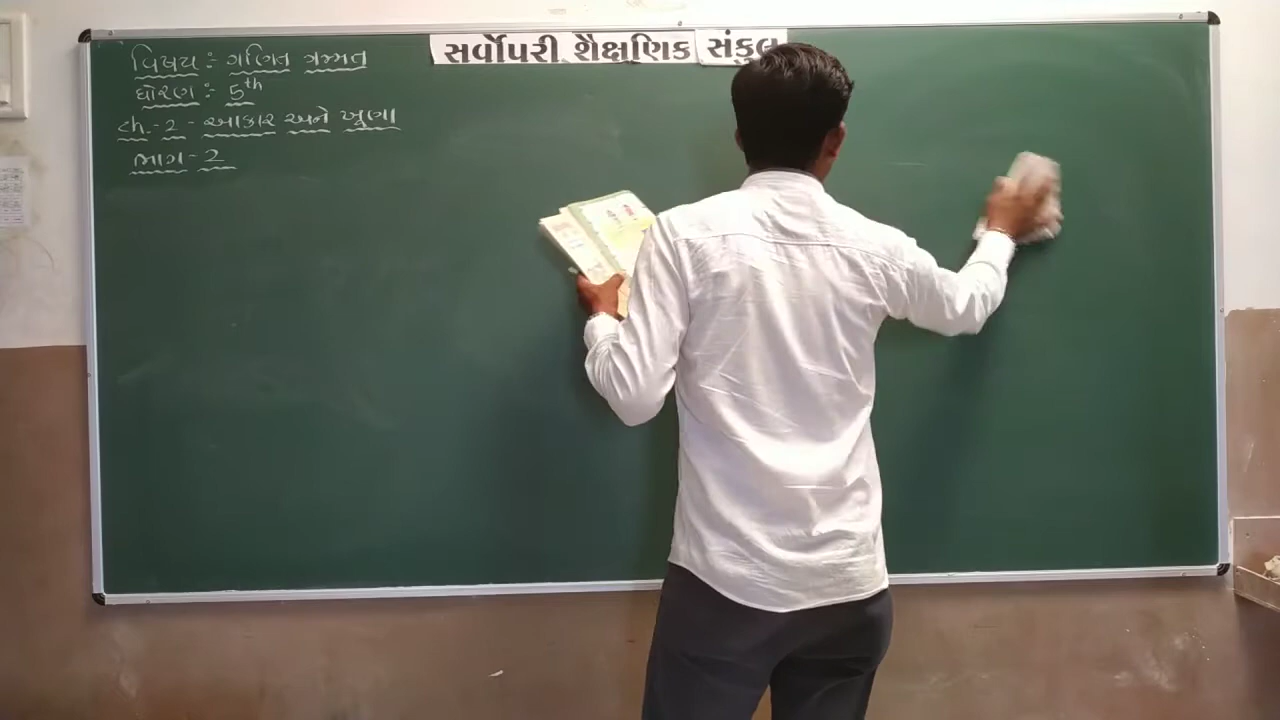 સર્વોપરી શૈક્ષણિક સંકુલ
વિષય :- ગણિત ગમ્મત
ધોરણ :- 5th
ch.-2 - આકાર અને ખૂણા
ભાગ - 2